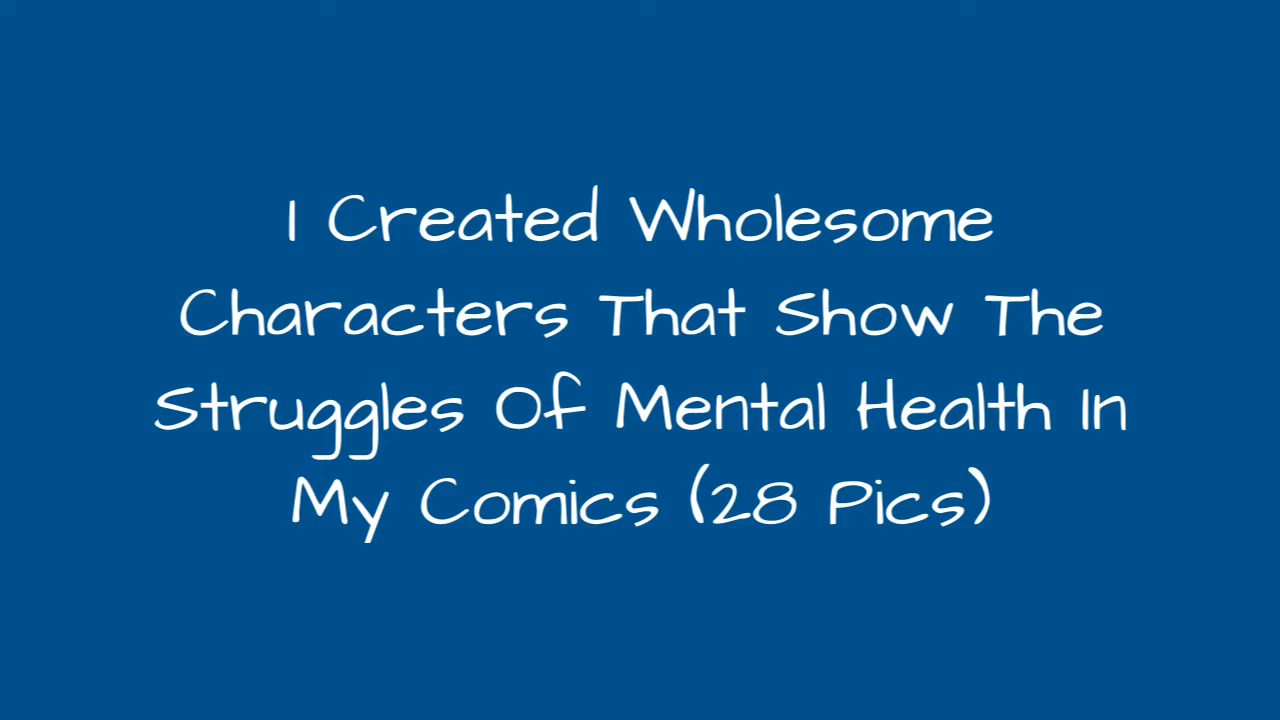 I Created Wholesome
Characters That Show The
Struggles Of Mental Health In
My Comics (28 Pics)